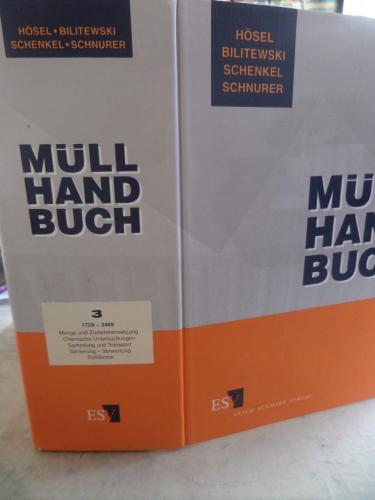 HÖSEL • BILITEWSKI
SCHENKEL • SCHNURER
MÜLL
HAND
BUCH
3
1725 – 3469
Menge und Zusammensetzung
Chemische Untersuchungen
Sammlung und Transport
Sanierung – Verwertung
Schlämme
ESV
HÖSEL
BILITEWSKI
SCHENKEL
SCHNURER
MÜ
HAN
BUC
ESV
ERICH SCHMIDT VERLAG